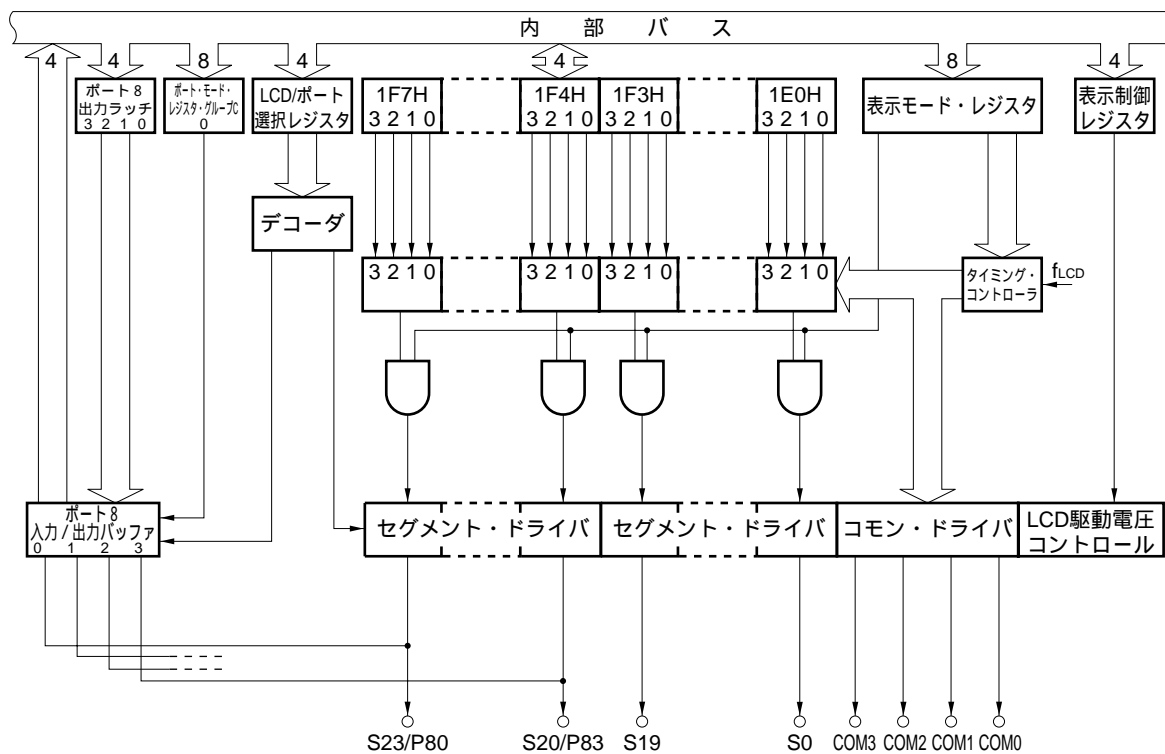 内 部 バ ス
4 4 8 4 4 8 4
ポート8
出力ラッチ
3 2 1 0
ポート・モード・
レジスタ・グループC
0
LCD/ポート
選択レジスタ
1F7H
3 2 1 0
1F4H
3 2 1 0
1F3H
3 2 1 0
1E0H
3 2 1 0
表示モード・レジスタ
表示制御
レジスタ
デコーダ
3 2 1 0
3 2 1 0
3 2 1 0
3 2 1 0
タイミング・
コントローラ
fLCD
ポート8
入力/出力バッファ
0 1 2 3
セグメント・ドライバ
セグメント・ドライバ
コモン・ドライバ
LCD駆動電圧
コントロール
S23/P80 S20/P83 S19 S0 COM3 COM2 COM1 COM0